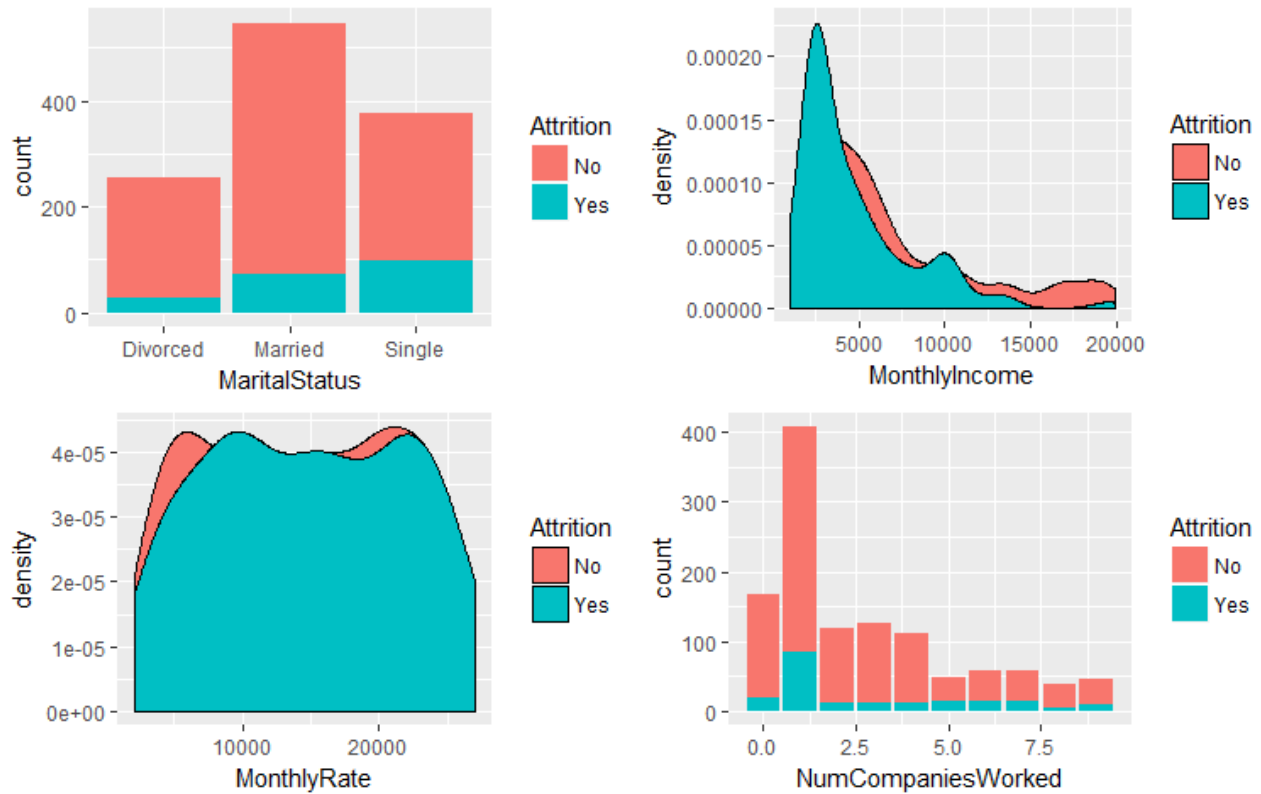 count
400
200
0
Divorced Married Single
MaritalStatus
Attrition
No
Yes
density
0.00020
0.00015
0.00010
0.00005
0.00000
5000 10000 15000 20000
MonthlyIncome
Attrition
No
Yes
density
4e-05
3e-05
2e-05
1e-05
0e+00
10000 20000
MonthlyRate
Attrition
No
Yes
count
400
300
200
100
0
0.0 2.5 5.0 7.5
NumCompaniesWorked
Attrition
No
Yes